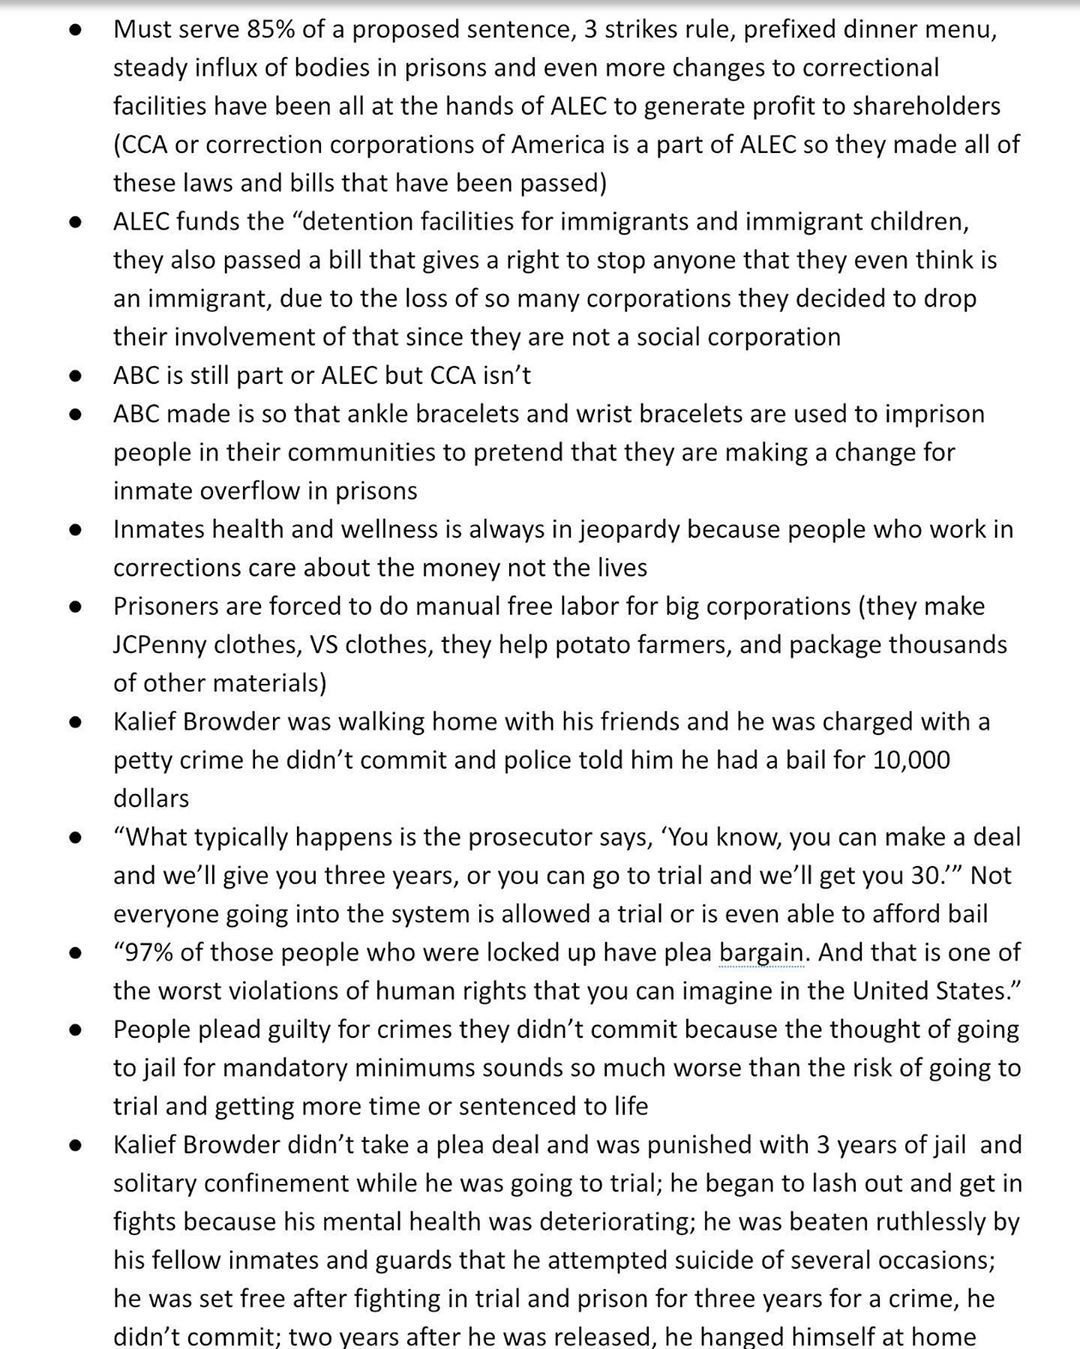 ● Must serve 85% of a proposed sentence, 3 strikes rule, prefixed dinner menu,
steady influx of bodies in prisons and even more changes to correctional
facilities have been all at the hands of ALEC to generate profit to shareholders
(CCA or correction corporations of America is a part of ALEC so they made all of
these laws and bills that have been passed)
● ALEC funds the “detention facilities for immigrants and immigrant children,
they also passed a bill that gives a right to stop anyone that they even think is
an immigrant, due to the loss of so many corporations they decided to drop
their involvement of that since they are not a social corporation
● ABC is still part or ALEC but CCA isn’t
● ABC made is so that ankle bracelets and wrist bracelets are used to imprison
people in their communities to pretend that they are making a change for
inmate overflow in prisons
● Inmates health and wellness is always in jeopardy because people who work in
corrections care about the money not the lives
● Prisoners are forced to do manual free labor for big corporations (they make
JCPenny clothes, VS clothes, they help potato farmers, and package thousands
of other materials)
● Kalief Browder was walking home with his friends and he was charged with a
petty crime he didn’t commit and police told him he had a bail for 10,000
dollars
● “What typically happens is the prosecutor says, ‘You know, you can make a deal
and we’ll give you three years, or you can go to trial and we’ll get you 30.’” Not
everyone going into the system is allowed a trial or is even able to afford bail
● “97% of those people who were locked up have plea bargain. And that is one of
the worst violations of human rights that you can imagine in the United States.”
● People plead guilty for crimes they didn’t commit because the thought of going
to jail for mandatory minimums sounds so much worse than the risk of going to
trial and getting more time or sentenced to life
● Kalief Browder didn’t take a plea deal and was punished with 3 years of jail  and
solitary confinement while he was going to trial; he began to lash out and get in
fights because his mental health was deteriorating; he was beaten ruthlessly by
his fellow inmates and guards that he attempted suicide of several occasions;
he was set free after fighting in trial and prison for three years for a crime, he
didn’t commit; two years after he was released, he hanged himself at home